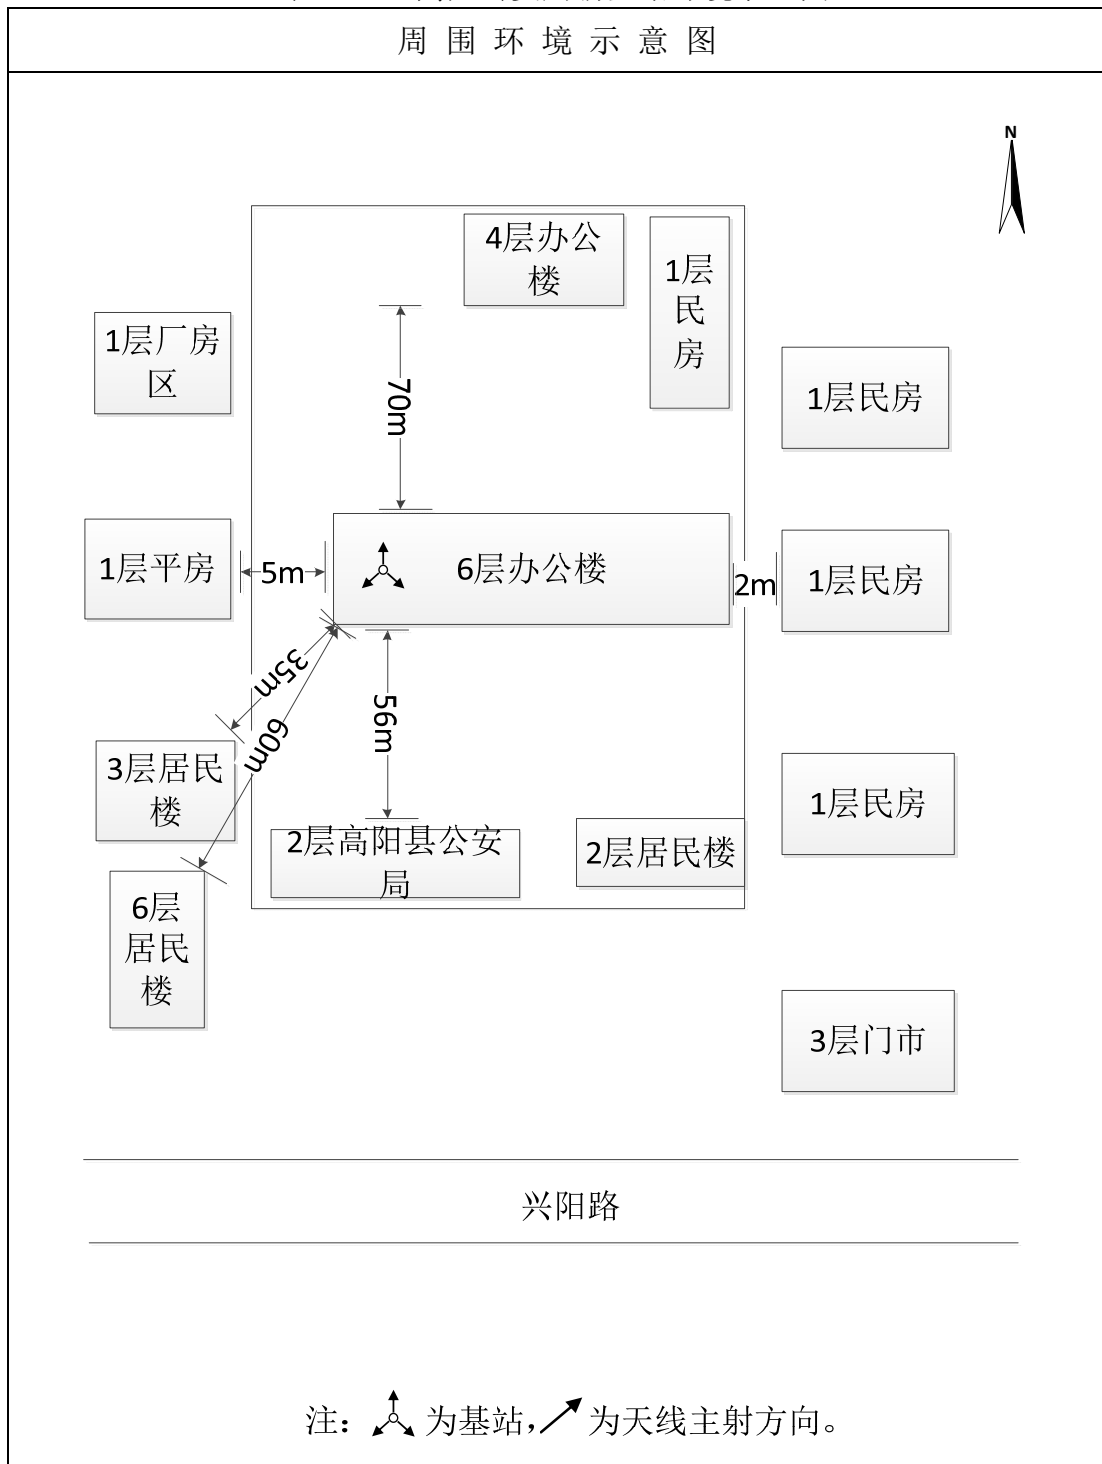 周围环境示意图
N
4层办公
楼
1层
民
房
1层厂房
区
70m
1层民房
1层平房
5m
6层办公楼
2m
1层民房
35m
60m
56m
3层居民
楼
1层民房
2层高阳县公安
局
2层居民楼
6层
居民
楼
3层门市
兴阳路
注： 为基站， 为天线主射方向。